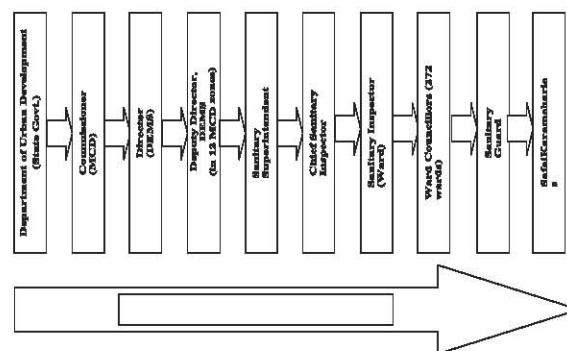 Department of Urban Development
(State Govt.)
Commissioner
(MCD)
Director
(DEMS)
Deputy Director,
DEMS
(in 12 MCD zones)
Sanitary
Superintendent
Chief Sanitary
Inspector
Sanitary Inspector
(Ward)
Ward Councillors (272
wards)
Sanitary
Guard
SafaiKaramcharis